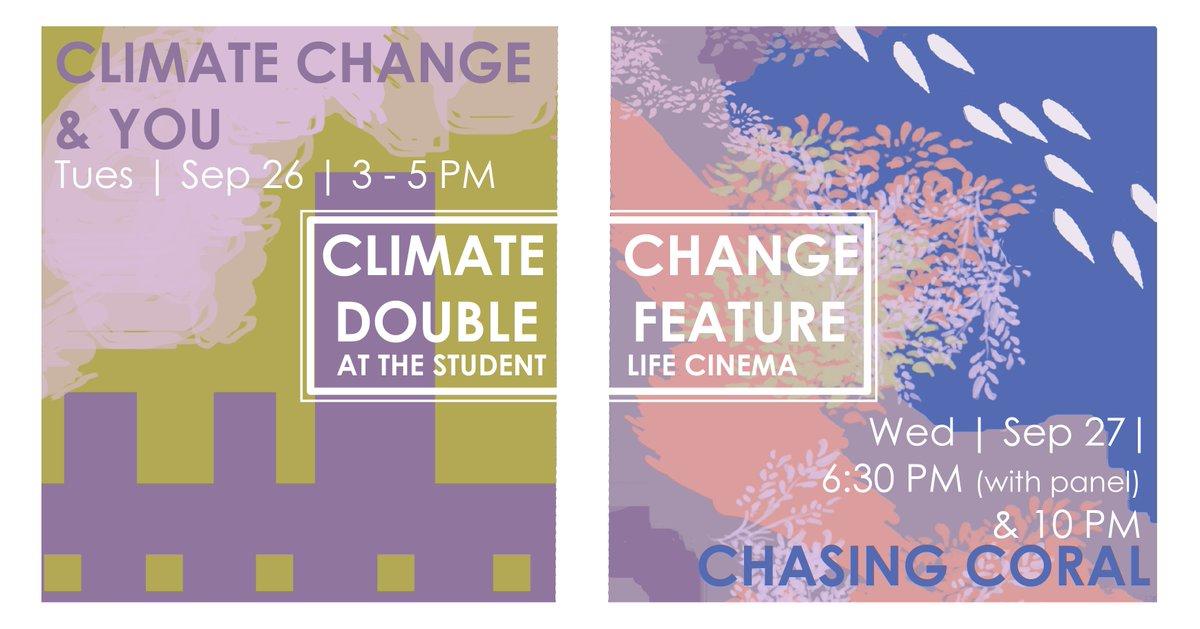 CLIMATE CHANGE
& YOU
Tues | Sep 26 | 3 - 5 PM
CLIMATE CHANGE
DOUBLE FEATURE
AT THE STUDENT LIFE CINEMA
Wed | Sep 27|
6:30 PM (with panel)
& 10 PM
CHASING CORAL